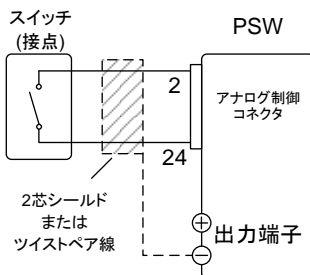 スイッチ
(接点)
PSW
2
アナログ制御
コネクタ
24
2芯シールド
または
ツイストペア線
出力端子